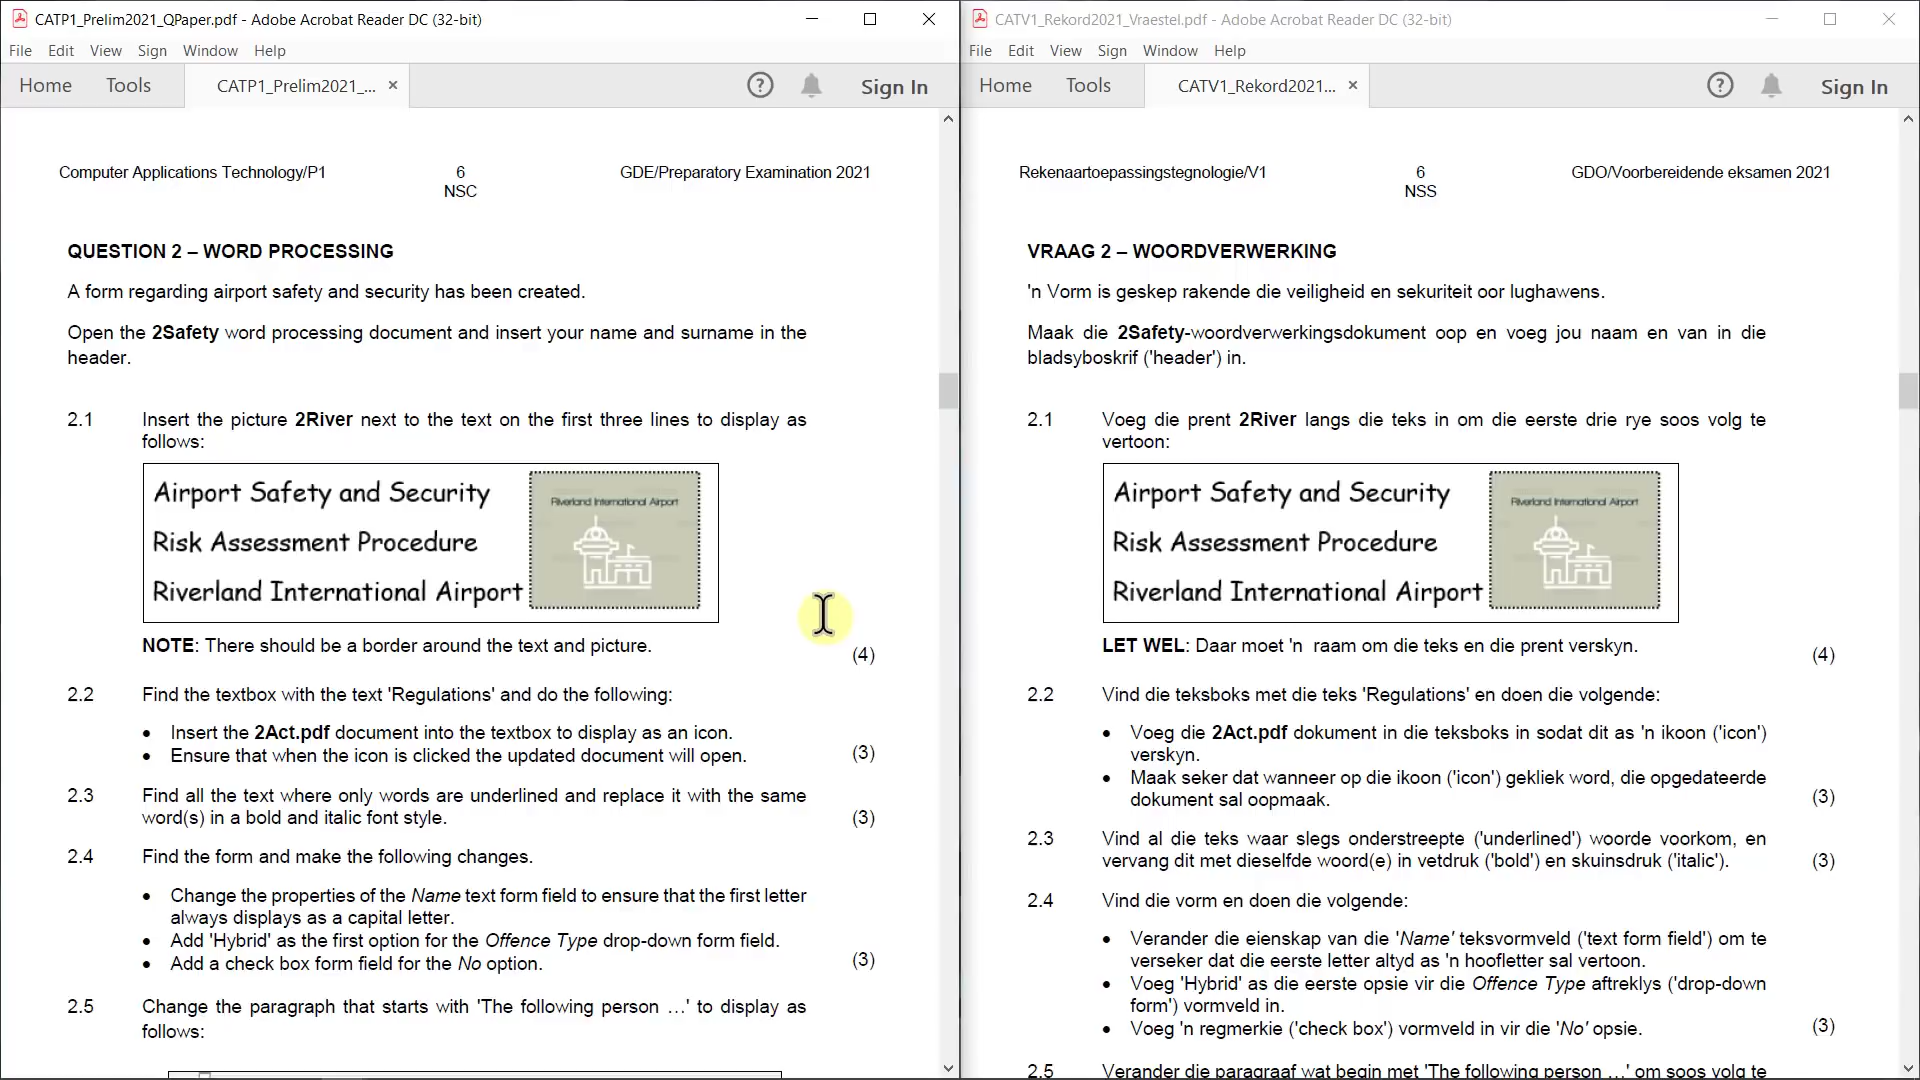 CATP1_Prelim2021_QPaper.pdf - Adobe Acrobat Reader DC (32-bit)
File Edit View Sign Window Help
Home Tools CATP1_Prelim2021_... × Sign In
Computer Applications Technology/P1 6 GDE/Preparatory Examination 2021
NSC
QUESTION 2 – WORD PROCESSING
A form regarding airport safety and security has been created.
Open the 2Safety word processing document and insert your name and surname in the
header.
2.1 Insert the picture 2River next to the text on the first three lines to display as
follows:
Airport Safety and Security
Riverland International Airport
Risk Assessment Procedure
Riverland International Airport
NOTE: There should be a border around the text and picture.
(4)
2.2 Find the textbox with the text 'Regulations' and do the following:
• Insert the 2Act.pdf document into the textbox to display as an icon.
• Ensure that when the icon is clicked the updated document will open. (3)
2.3 Find all the text where only words are underlined and replace it with the same
word(s) in a bold and italic font style. (3)
2.4 Find the form and make the following changes.
• Change the properties of the Name text form field to ensure that the first letter
always displays as a capital letter.
• Add 'Hybrid' as the first option for the Offence Type drop-down form field.
• Add a check box form field for the No option. (3)
2.5 Change the paragraph that starts with 'The following person …' to display as
follows:
CATV1_Rekord2021_Vraestel.pdf - Adobe Acrobat Reader DC (32-bit)
File Edit View Sign Window Help
Home Tools CATV1_Rekord2021... × Sign In
Rekenaartoepassingstegnologie/V1 6 GDO/Voorbereidende eksamen 2021
NSS
VRAAG 2 – WOORDVERWERKING
'n Vorm is geskep rakende die veiligheid en sekuriteit oor lughawens.
Maak die 2Safety-woordverwerkingsdokument oop en voeg jou naam en van in die
bladsyboskrif ('header') in.
2.1 Voeg die prent 2River langs die teks in om die eerste drie rye soos volg te
vertoon:
Airport Safety and Security
Riverland International Airport
Risk Assessment Procedure
Riverland International Airport
LET WEL: Daar moet 'n raam om die teks en die prent verskyn.
(4)
2.2 Vind die teksboks met die teks 'Regulations' en doen die volgende:
• Voeg die 2Act.pdf dokument in die teksboks in sodat dit as 'n ikoon ('icon')
verskyn.
• Maak seker dat wanneer op die ikoon ('icon') gekliek word, die opgedateerde
dokument sal oopmaak. (3)
2.3 Vind al die teks waar slegs onderstreepte ('underlined') woorde voorkom, en
vervang dit met dieselfde woord(e) in vetdruk ('bold') en skuinsdruk ('italic'). (3)
2.4 Vind die vorm en doen die volgende:
• Verander die eienskap van die 'Name' teksvormveld ('text form field') om te
verseker dat die eerste letter altyd as 'n hoofletter sal vertoon.
• Voeg 'Hybrid' as die eerste opsie vir die Offence Type aftreklys ('drop-down
form') vormveld in.
• Voeg 'n regmerkie ('check box') vormveld in vir die 'No' opsie. (3)
2.5 Verander die paragraaf wat begin met 'The following person …' om soos volg te